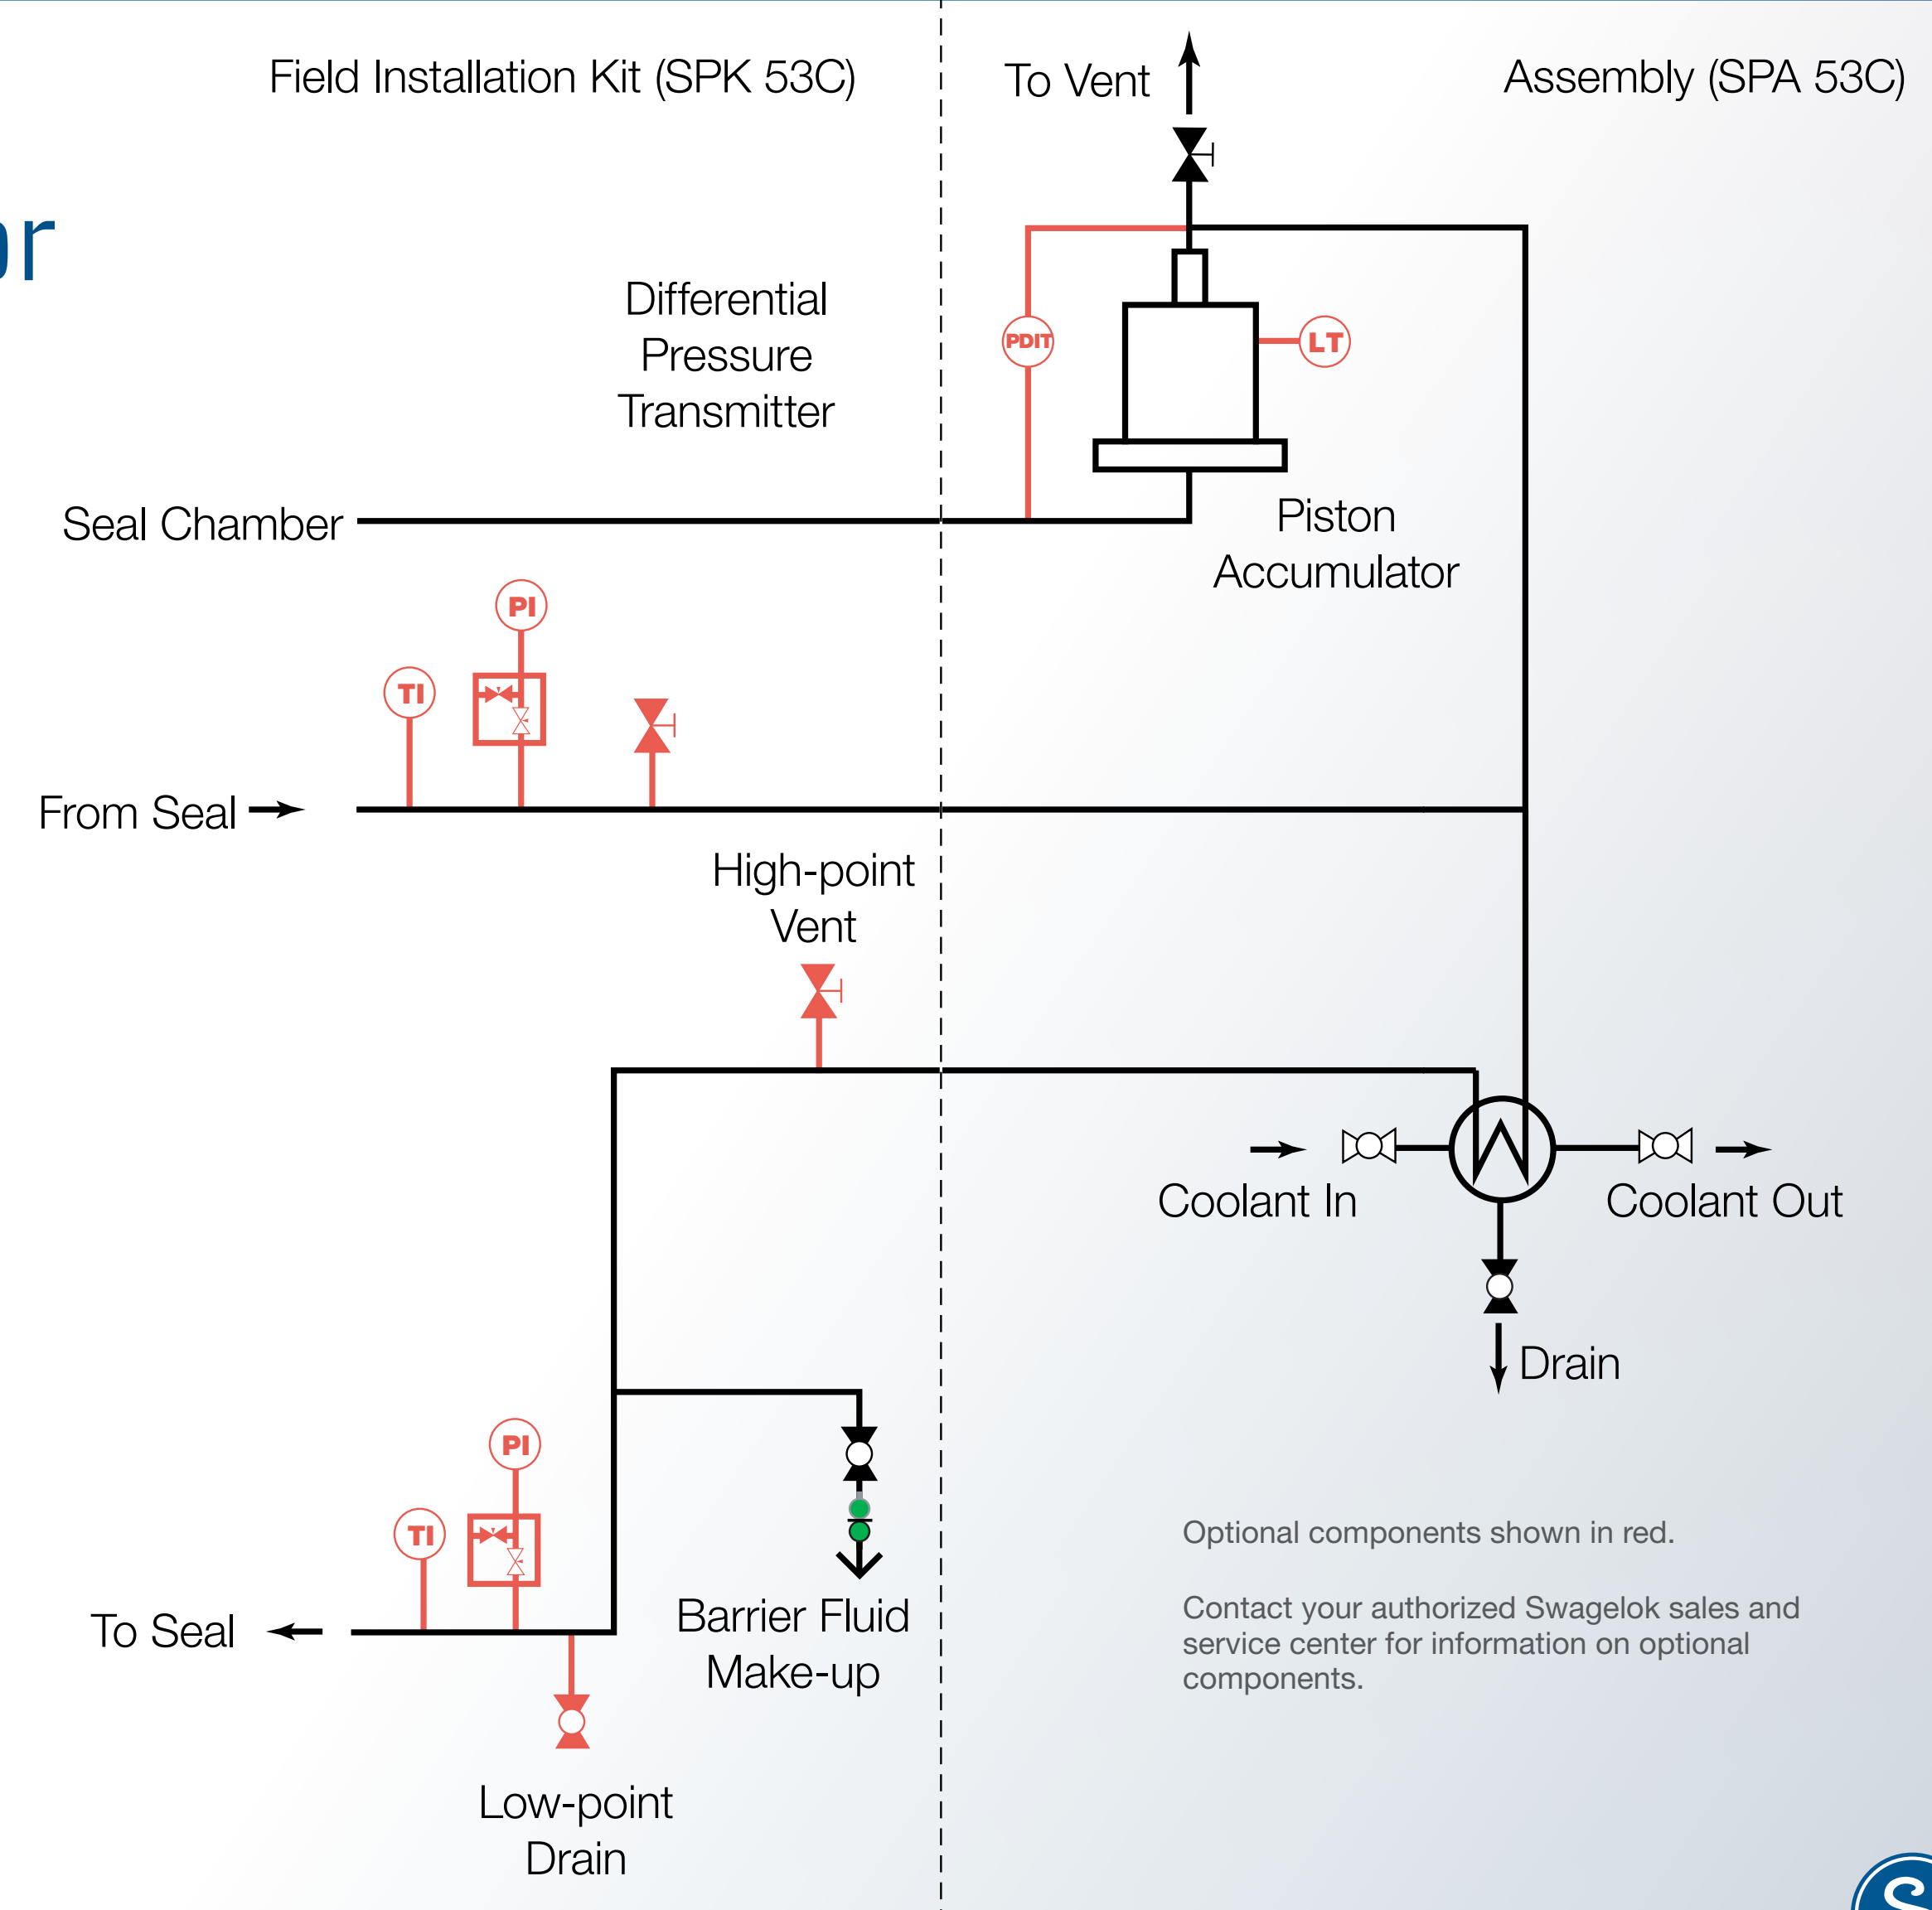 Field Installation Kit (SPK 53C)
To Vent
Assembly (SPA 53C)
or
Differential
Pressure
Transmitter
PDIT
LT
Seal Chamber
Piston
Accumulator
PI
TI
From Seal
High-point
Vent
Coolant In
Coolant Out
Drain
PI
TI
To Seal
Barrier Fluid
Make-up
Low-point
Drain
Optional components shown in red.
Contact your authorized Swagelok sales and
service center for information on optional
components.